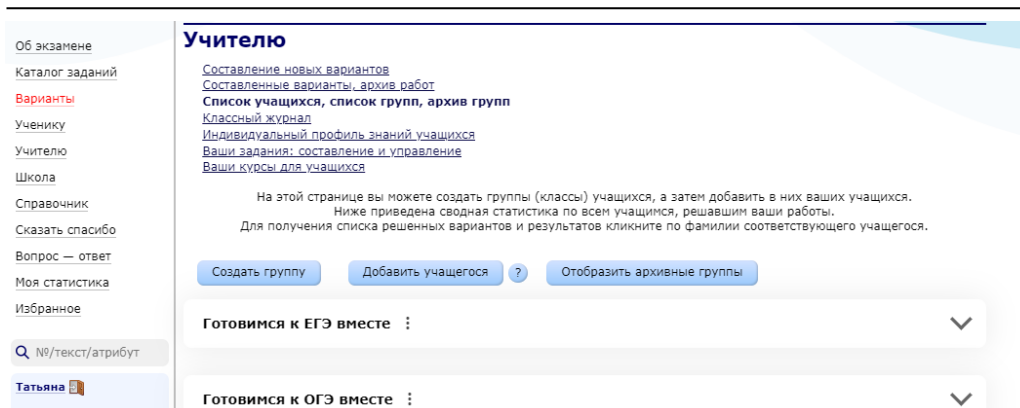 Об экзамене
Каталог заданий
Варианты
Ученику
Учителю
Школа
Справочник
Сказать спасибо
Вопрос — ответ
Моя статистика
Избранное
№/текст/атрибут
Татьяна
Учителю
Составление новых вариантов
Составленные варианты, архив работ
Список учащихся, список групп, архив групп
Классный журнал
Индивидуальный профиль знаний учащихся
Ваши задания: составление и управление
Ваши курсы для учащихся
На этой странице вы можете создать группы (классы) учащихся, а затем добавить в них ваших учащихся.
Ниже приведена сводная статистика по всем учащимся, решавшим ваши работы.
Для получения списка решенных вариантов и результатов кликните по фамилии соответствующего учащегося.
Создать группу Добавить учащегося ? Отобразить архивные группы
Готовимся к ЕГЭ вместе
Готовимся к ОГЭ вместе